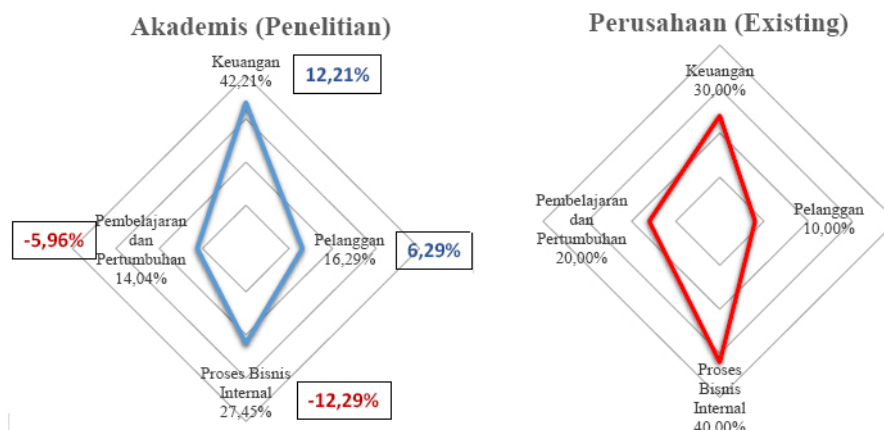 Akademis (Penelitian)
Keuangan
42,21%
12,21%
-5,96%
Pembelajaran
dan
Pertumbuhan
14,04%
Pelanggan
16,29%
6,29%
Proses Bisnis
Internal
27,45%
-12,29%
Perusahaan (Existing)
Keuangan
30,00%
Pembelajaran
dan
Pertumbuhan
20,00%
Pelanggan
10,00%
Proses
Bisnis
Internal
40,00%